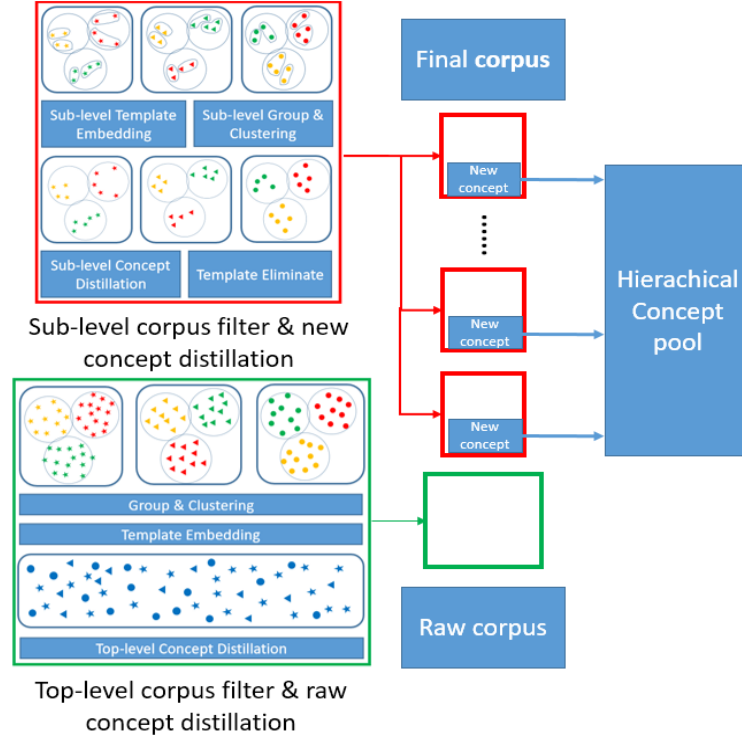 Sub-level Template
Embedding
Sub-level Group &
Clustering
Sub-level Concept
Distillation
Template Eliminate
Sub-level corpus filter & new
concept distillation
Group & Clustering
Template Embedding
Top-level Concept Distillation
Top-level corpus filter & raw
concept distillation
Final corpus
New
concept
......
New
concept
New
concept
Raw corpus
Hierachical
Concept
pool